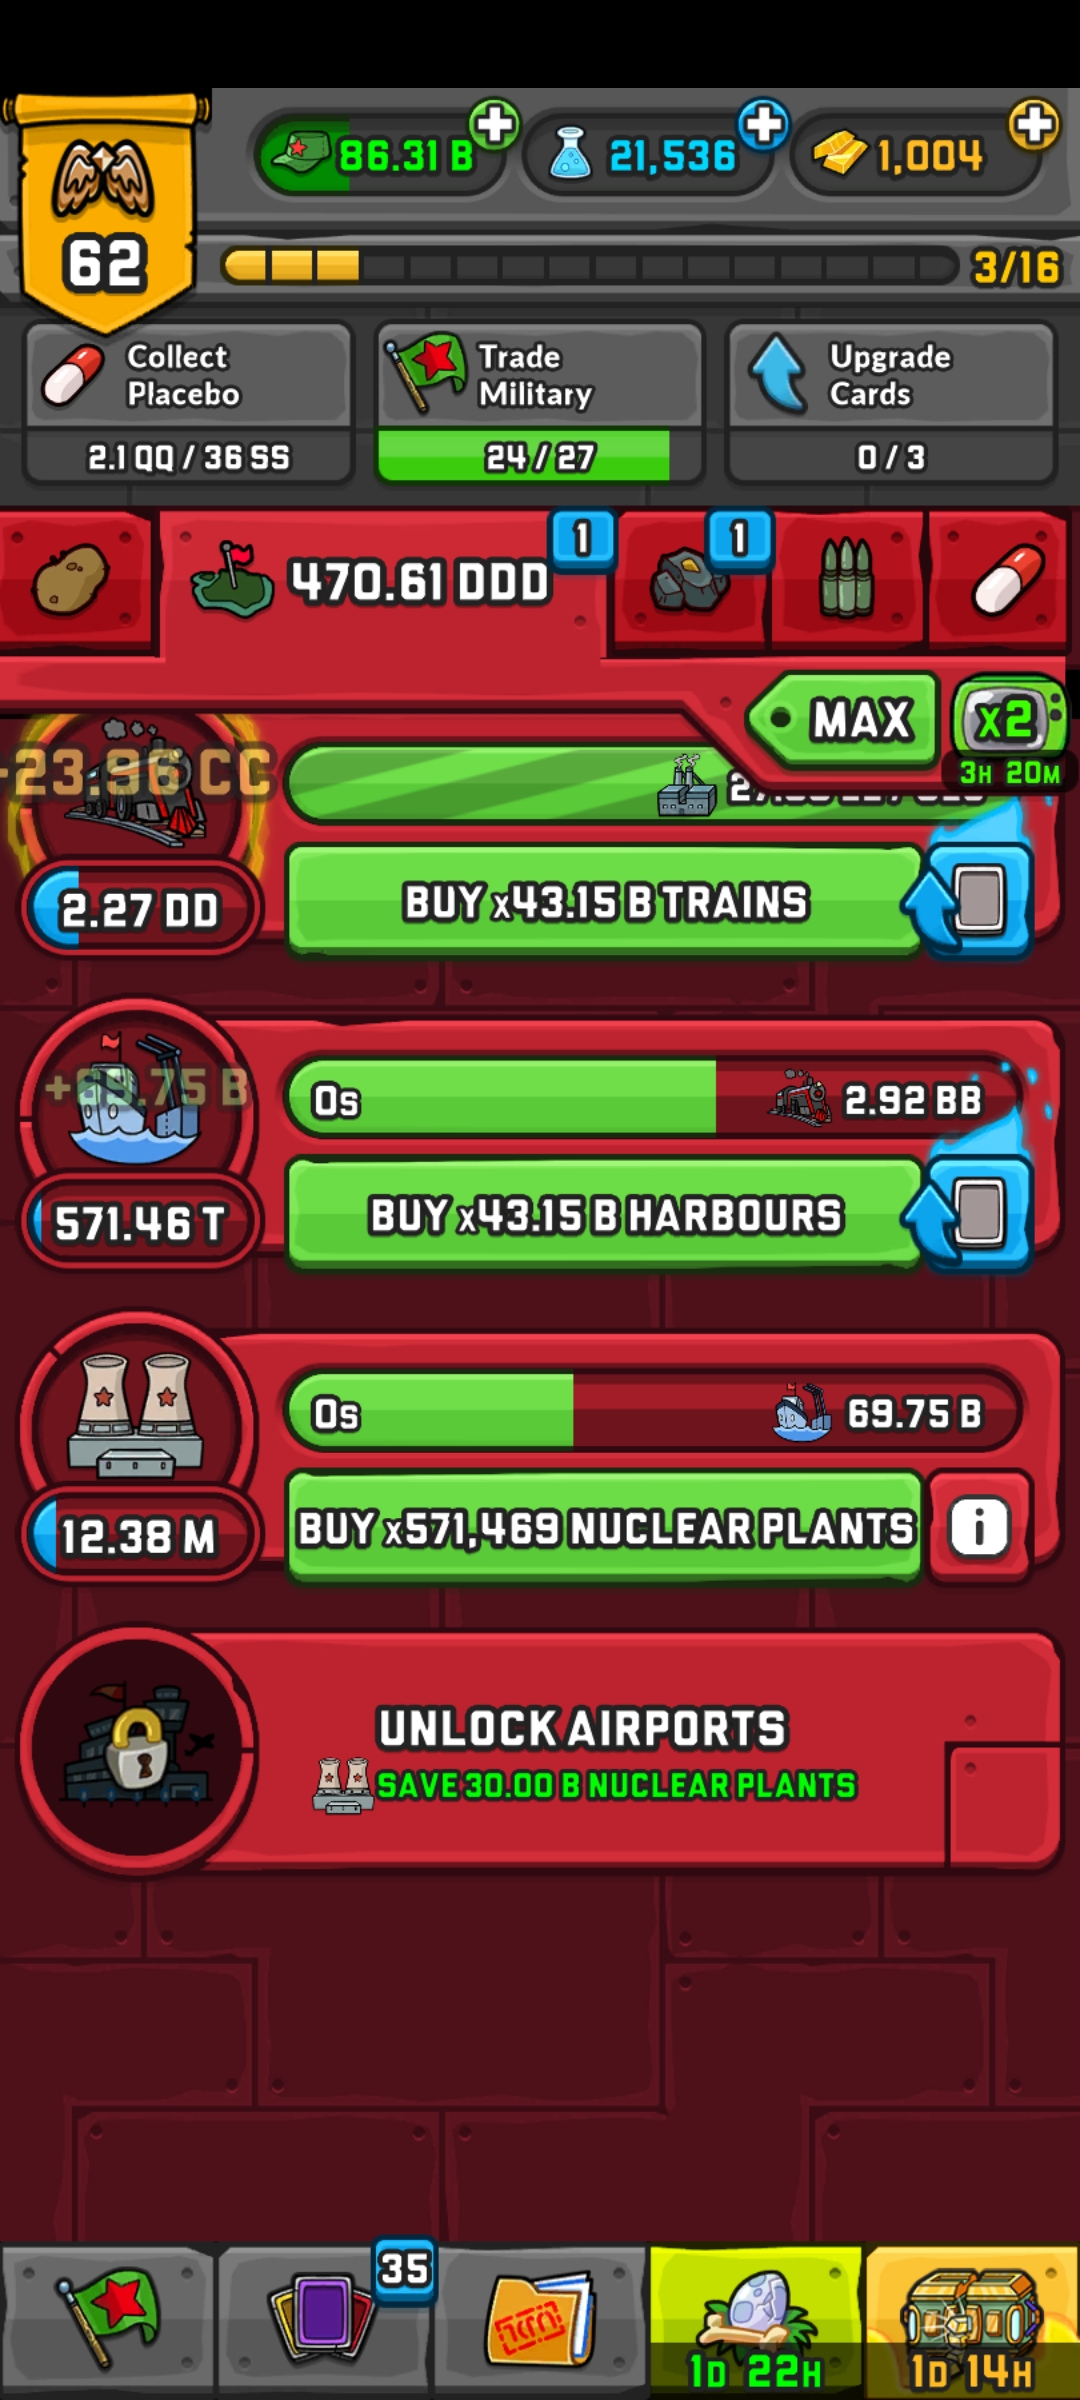 62
86.31 B
21,536
1,004
3/16
Collect
Placebo
2.1 QQ / 36 SS
Trade
Military
24 / 27
Upgrade
Cards
0 / 3
470.61 DDD
1
1
MAX
x2
3H 20M
23.96 CC
2.27 DD
BUY x43.15 B TRAINS
+69.75 B
0s
2.92 BB
571.46 T
BUY x43.15 B HARBOURS
0s
69.75 B
12.38 M
BUY x571,469 NUCLEAR PLANTS
i
UNLOCK AIRPORTS
SAVE 30.00 B NUCLEAR PLANTS
35
1D 22H
1D 14H